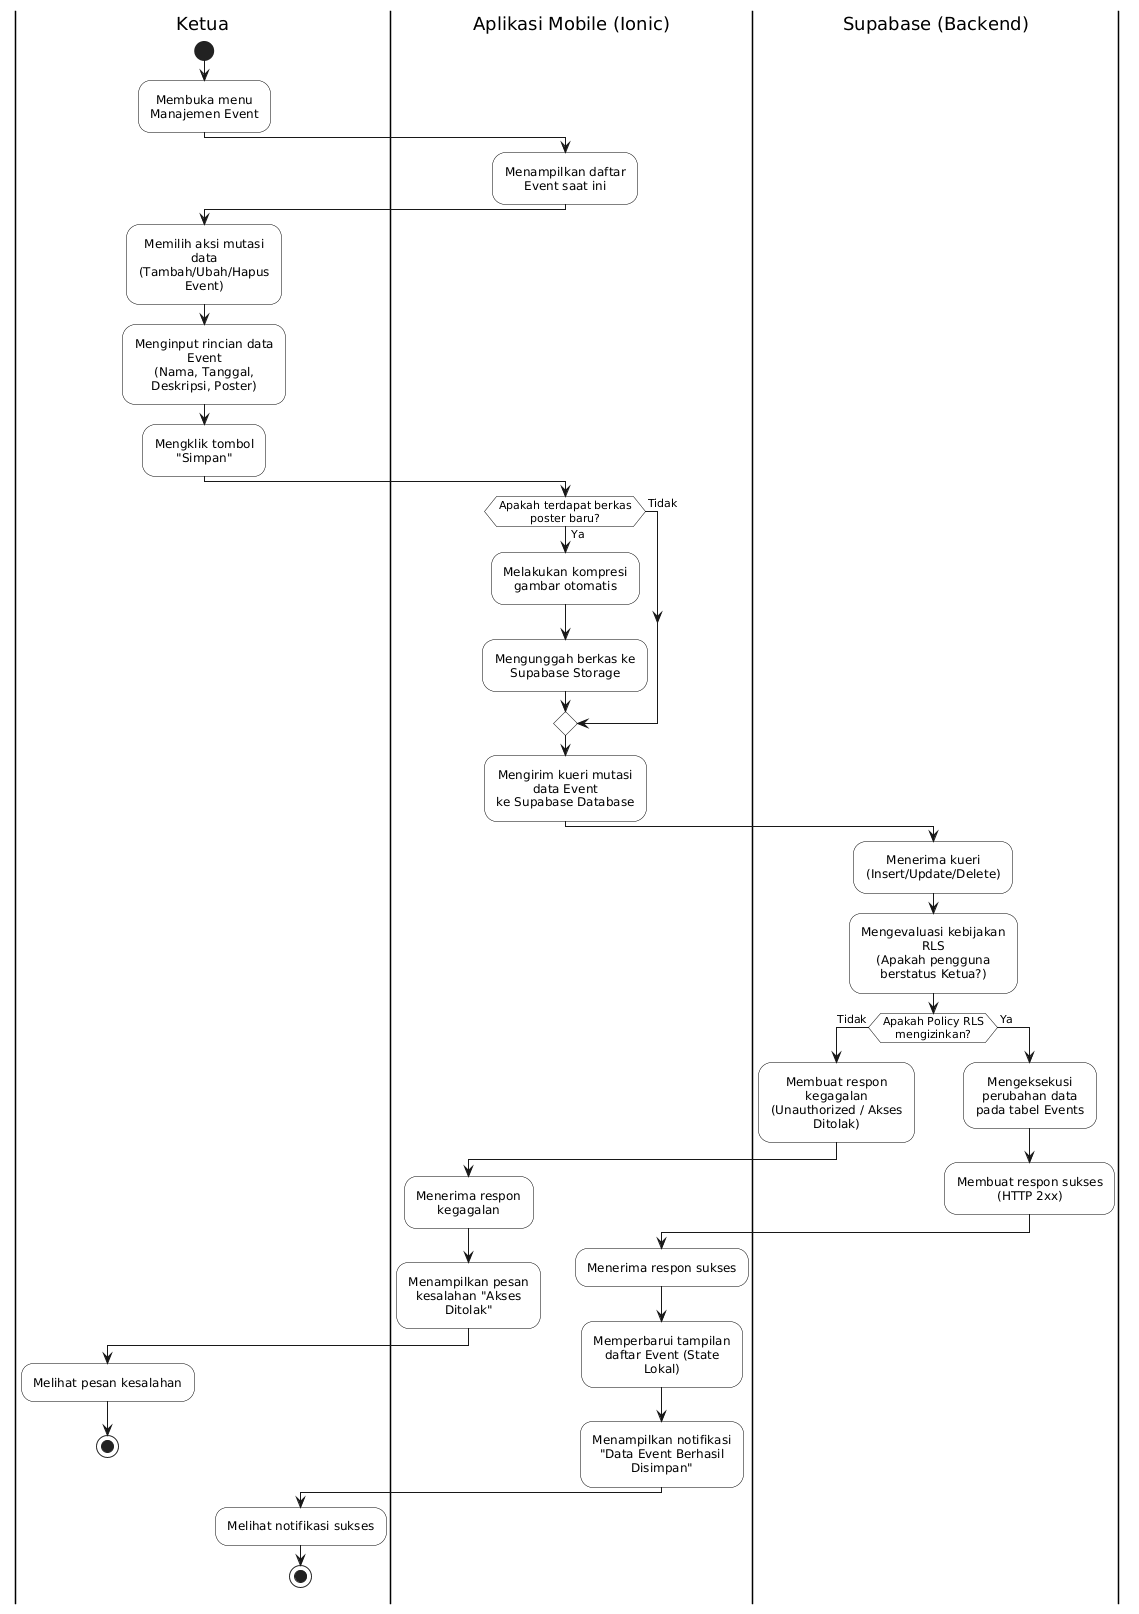 Ketua
Aplikasi Mobile (Ionic)
Supabase (Backend)
Membuka menu
Manajemen Event
Menampilkan daftar
Event saat ini
Memilih aksi mutasi
data
(Tambah/Ubah/Hapus
Event)
Menginput rincian data
Event
(Nama, Tanggal,
Deskripsi, Poster)
Mengklik tombol
"Simpan"
Apakah terdapat berkas
poster baru?
Tidak
Ya
Melakukan kompresi
gambar otomatis
Mengunggah berkas ke
Supabase Storage
Mengirim kueri mutasi
data Event
ke Supabase Database
Menerima kueri
(Insert/Update/Delete)
Mengevaluasi kebijakan
RLS
(Apakah pengguna
berstatus Ketua?)
Tidak
Apakah Policy RLS
mengizinkan?
Ya
Membuat respon
kegagalan
(Unauthorized / Akses
Ditolak)
Mengeksekusi
perubahan data
pada tabel Events
Membuat respon sukses
(HTTP 2xx)
Menerima respon
kegagalan
Menerima respon sukses
Menampilkan pesan
kesalahan "Akses
Ditolak"
Memperbarui tampilan
daftar Event (State
Lokal)
Melihat pesan kesalahan
Menampilkan notifikasi
"Data Event Berhasil
Disimpan"
Melihat notifikasi sukses